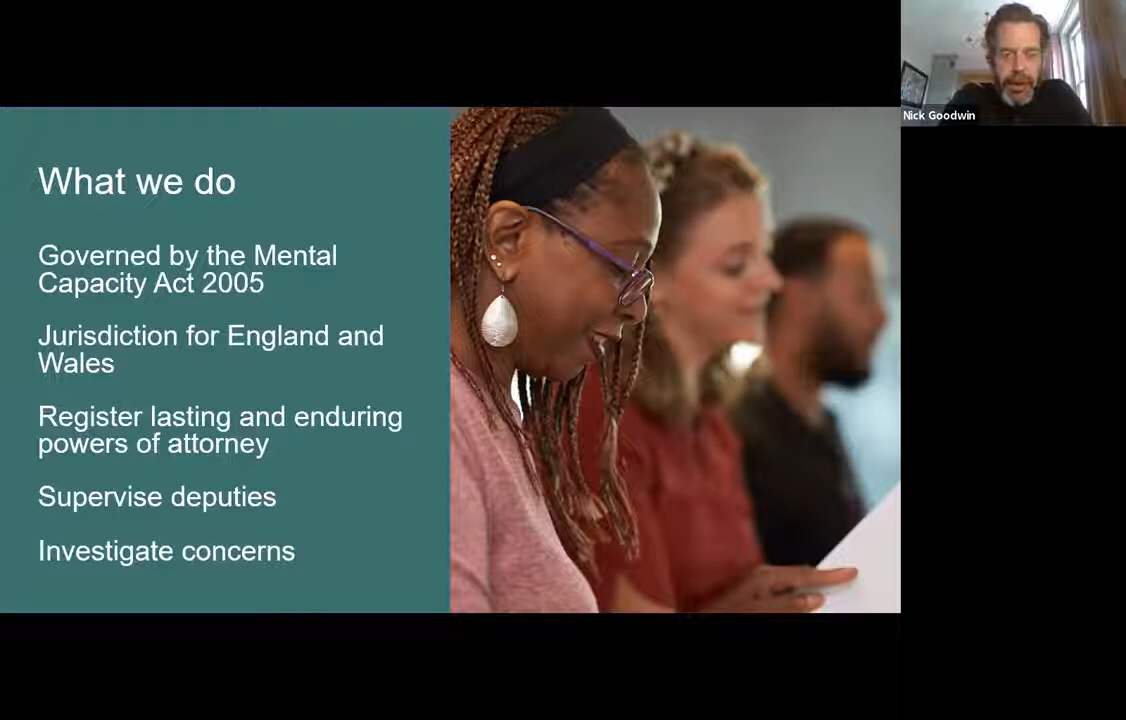 What we do
Governed by the Mental
Capacity Act 2005
Jurisdiction for England and
Wales
Register lasting and enduring
powers of attorney
Supervise deputies
Investigate concerns
Nick Goodwin